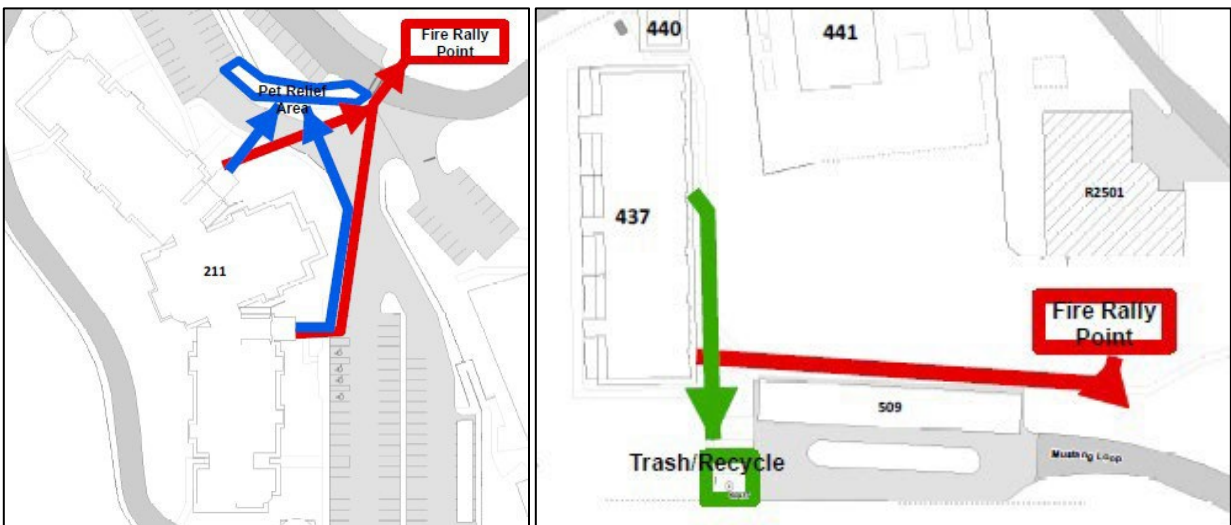 Fire Rally
Point
Pet Relief
Area
211
440
441
437
R2501
Fire Rally
Point
509
Mustang Loop
Trash/Recycle